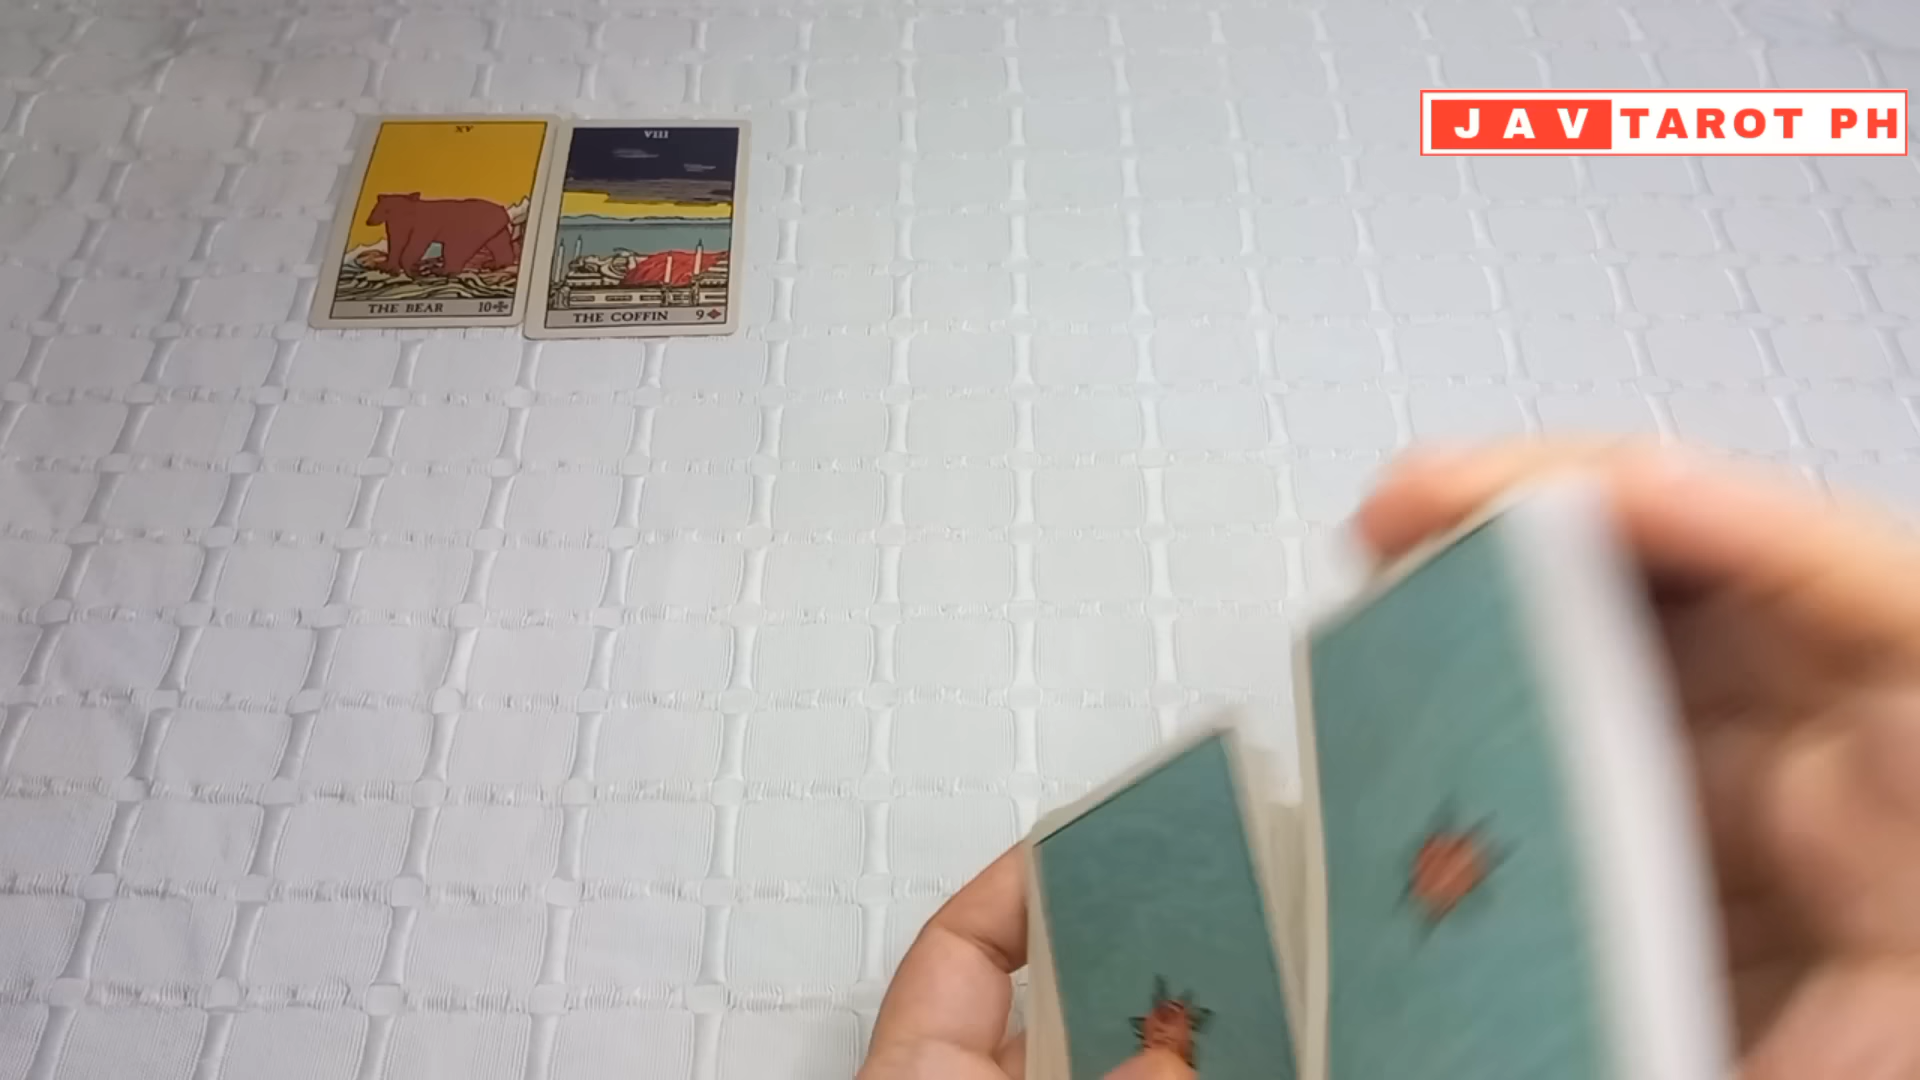 JAV TAROT PH
XV
THE BEAR 10
VIII
THE COFFIN 9